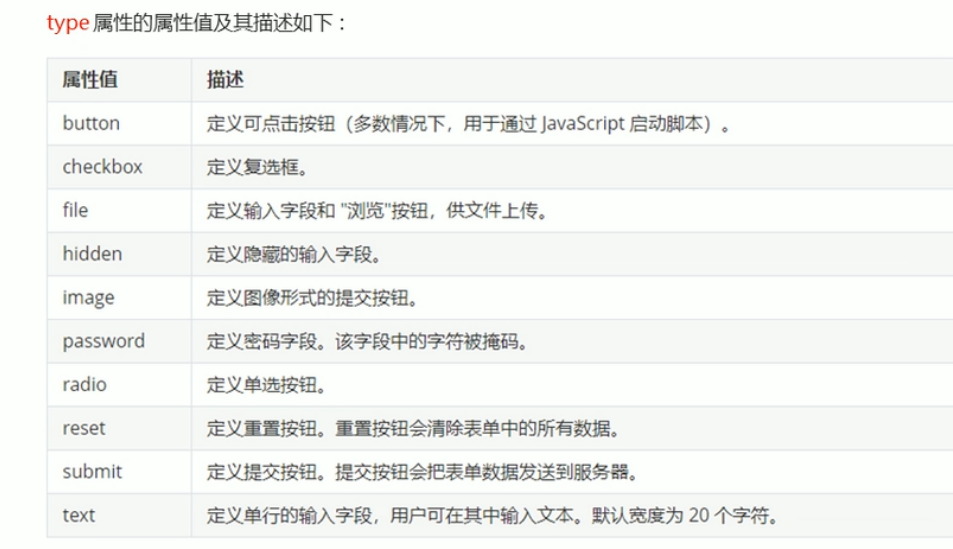 type 属性的属性值及其描述如下：
属性值 描述
button 定义可点击按钮（多数情况下，用于通过 JavaScript 启动脚本）。
checkbox 定义复选框。
file 定义输入字段和 "浏览"按钮，供文件上传。
hidden 定义隐藏的输入字段。
image 定义图像形式的提交按钮。
password 定义密码字段。该字段中的字符被掩码。
radio 定义单选按钮。
reset 定义重置按钮。重置按钮会清除表单中的所有数据。
submit 定义提交按钮。提交按钮会把表单数据发送到服务器。
text 定义单行的输入字段，用户可在其中输入文本。默认宽度为 20 个字符。